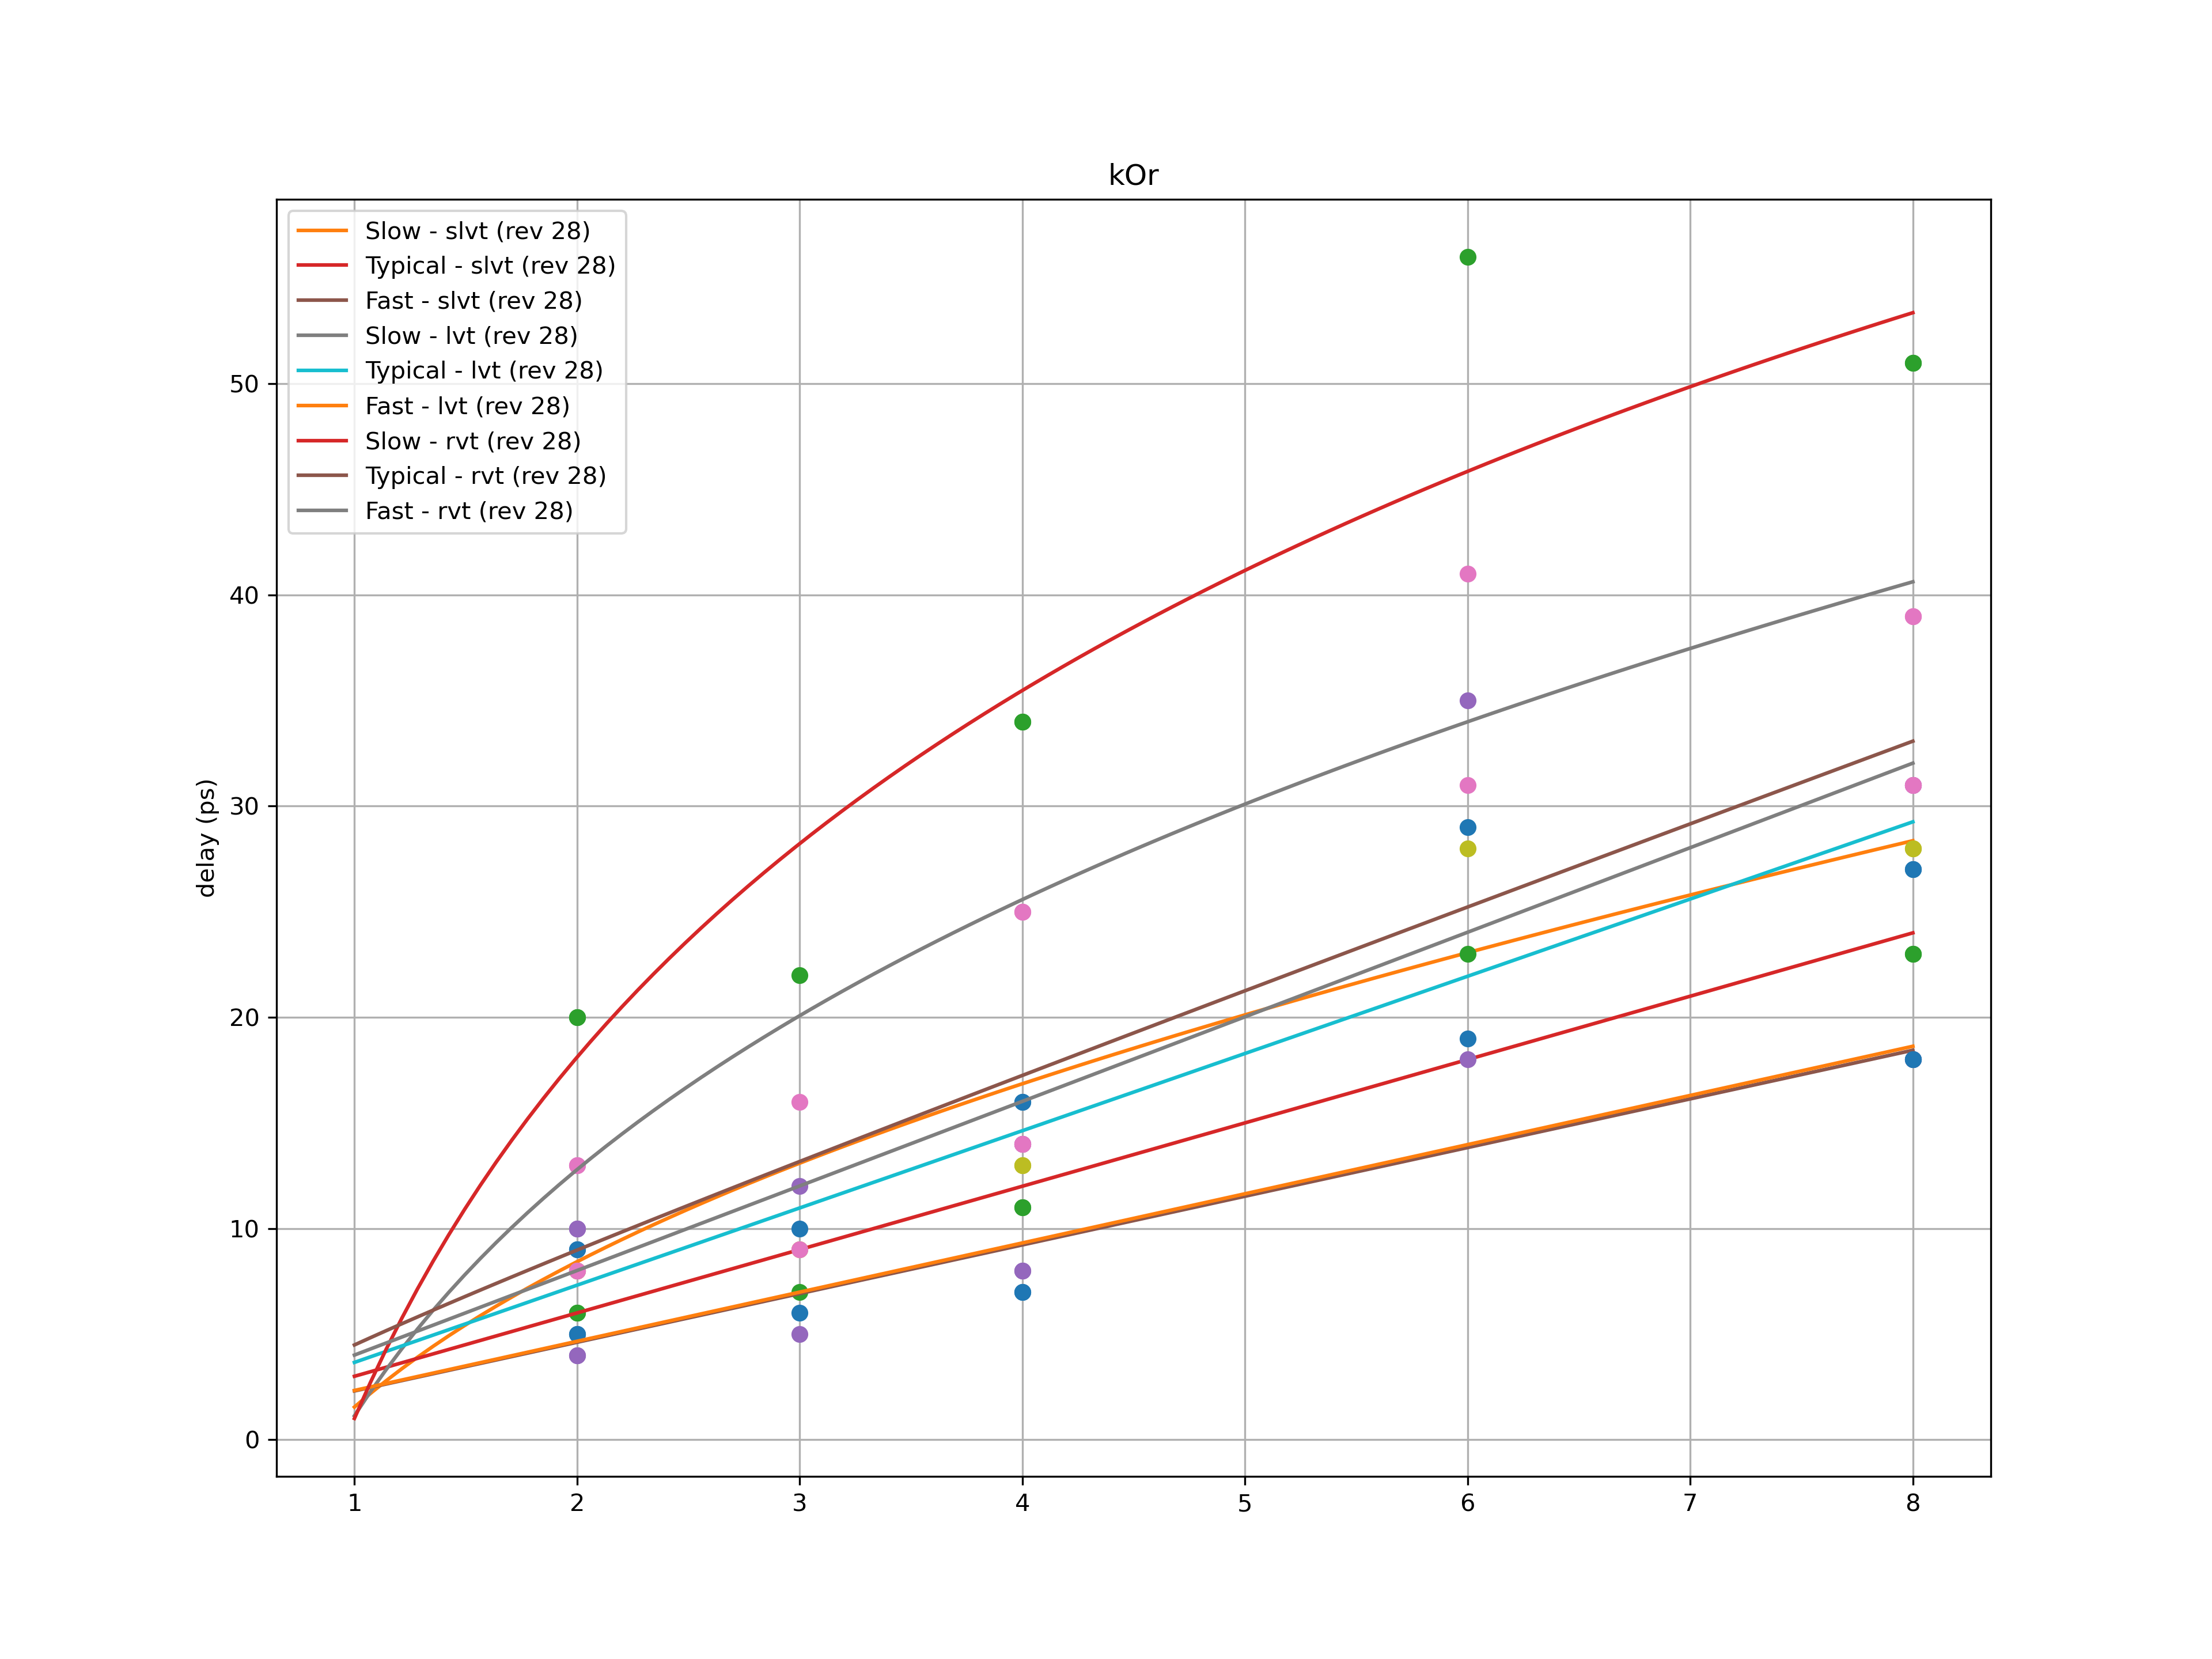 kOr
Slow - slvt (rev 28)
Typical - slvt (rev 28)
Fast - slvt (rev 28)
Slow - lvt (rev 28)
Typical - lvt (rev 28)
Fast - lvt (rev 28)
Slow - rvt (rev 28)
Typical - rvt (rev 28)
Fast - rvt (rev 28)
50
40
30
20
10
0
delay (ps)
1 2 3 4 5 6 7 8